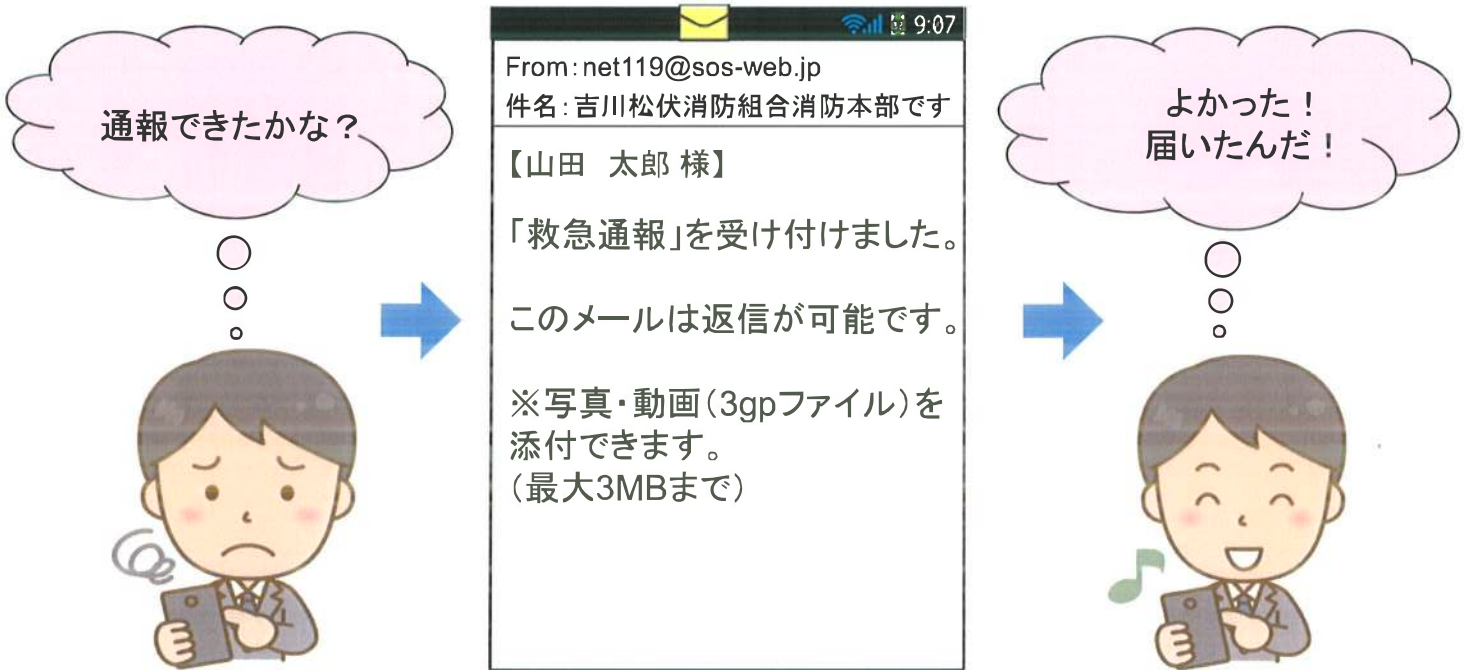 通報できたかな？
9:07
From：net119@sos-web.jp
件名：吉川松伏消防組合消防本部です
【山田　太郎 様】
「救急通報」を受け付けました。
このメールは返信が可能です。
※写真・動画（3gpファイル）を
添付できます。
（最大3MBまで）
よかった！
届いたんだ！